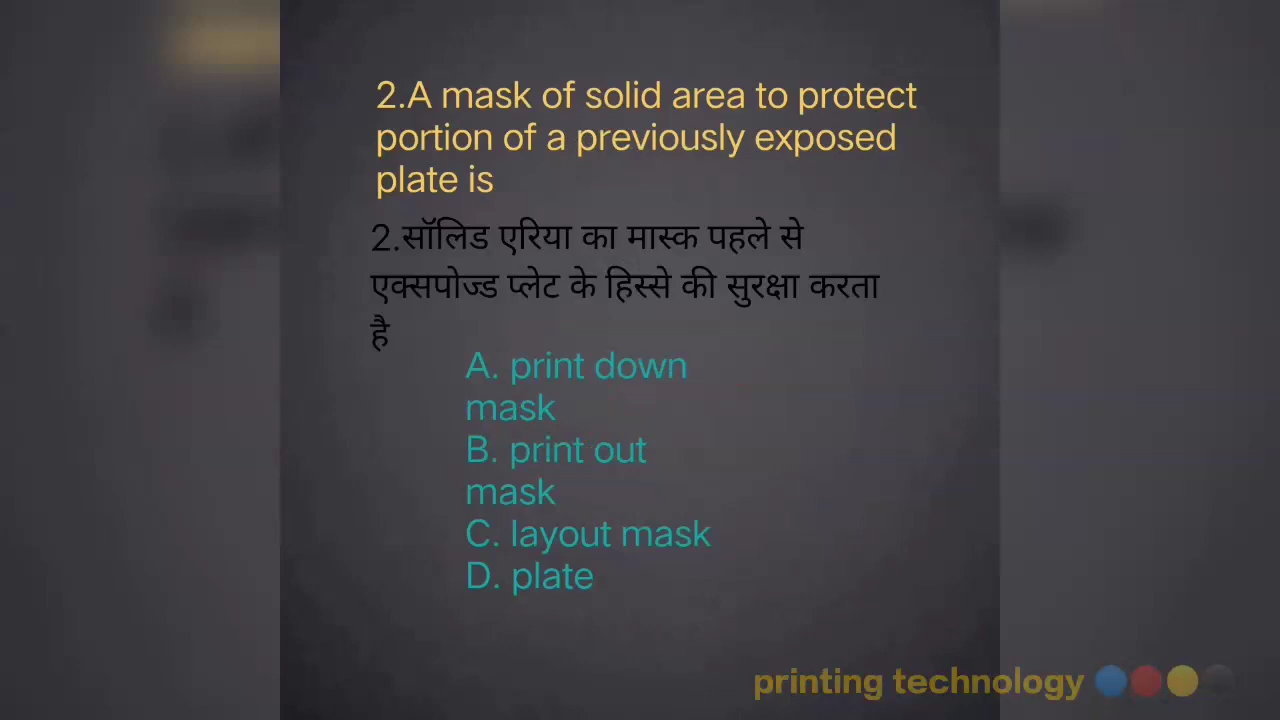 2.A mask of solid area to protect
portion of a previously exposed
plate is
2.सॉलिड एरिया का मास्क पहले से
एक्सपोज्ड प्लेट के हिस्से की सुरक्षा करता
है
A. print down
mask
B. print out
mask
C. layout mask
D. plate
printing technology